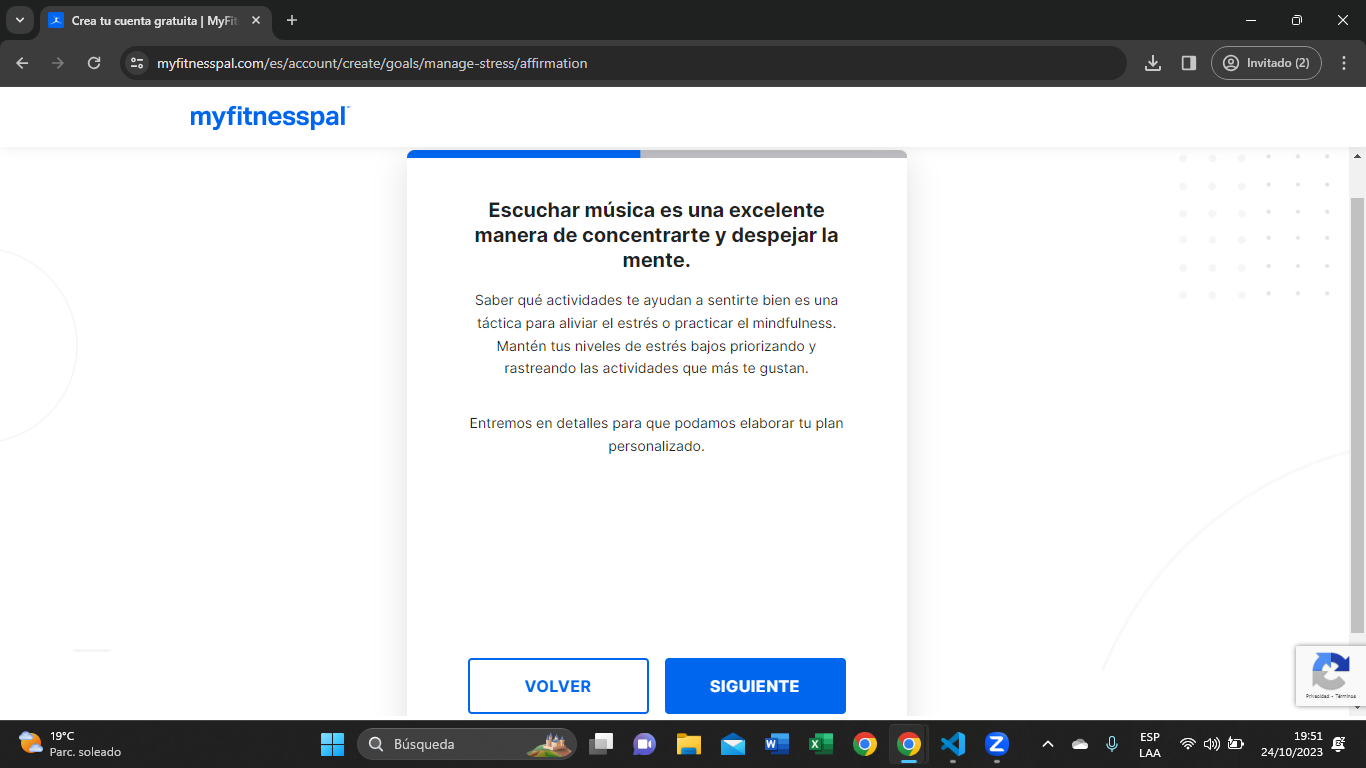 Crea tu cuenta gratuita | MyFit
myfitnesspal.com/es/account/create/goals/manage-stress/affirmation
Invitado (2)
myfitnesspal
Escuchar música es una excelente
manera de concentrarte y despejar la
mente.
Saber qué actividades te ayudan a sentirte bien es una
táctica para aliviar el estrés o practicar el mindfulness.
Mantén tus niveles de estrés bajos priorizando y
rastreando las actividades que más te gustan.
Entremos en detalles para que podamos elaborar tu plan
personalizado.
VOLVER
SIGUIENTE
Privacidad - Términos
19°C
Parc. soleado
Búsqueda
ESP
LAA
19:51
24/10/2023